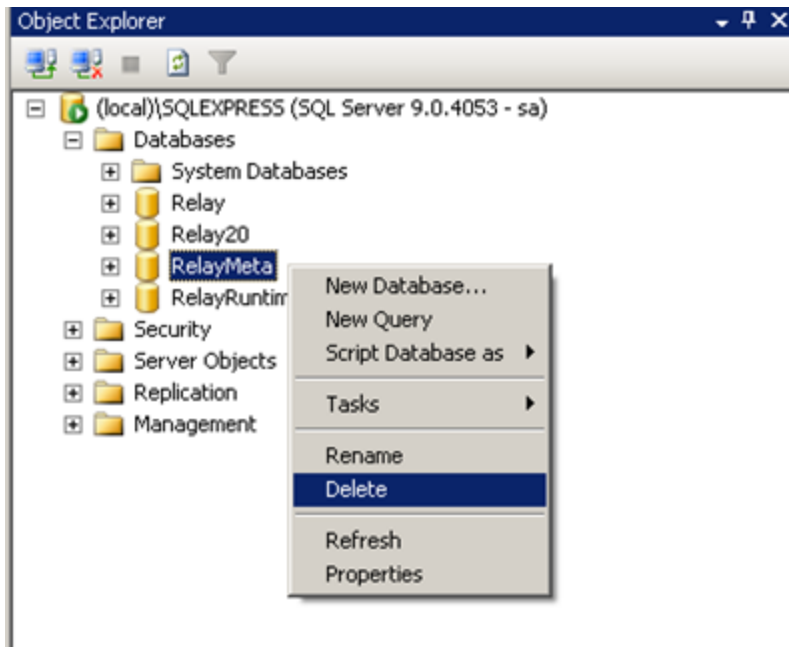 Object Explorer
(local)\SQLEXPRESS (SQL Server 9.0.4053 - sa)
Databases
System Databases
Relay
Relay20
RelayMeta
RelayRuntim
Security
Server Objects
Replication
Management
New Database...
New Query
Script Database as
Tasks
Rename
Delete
Refresh
Properties